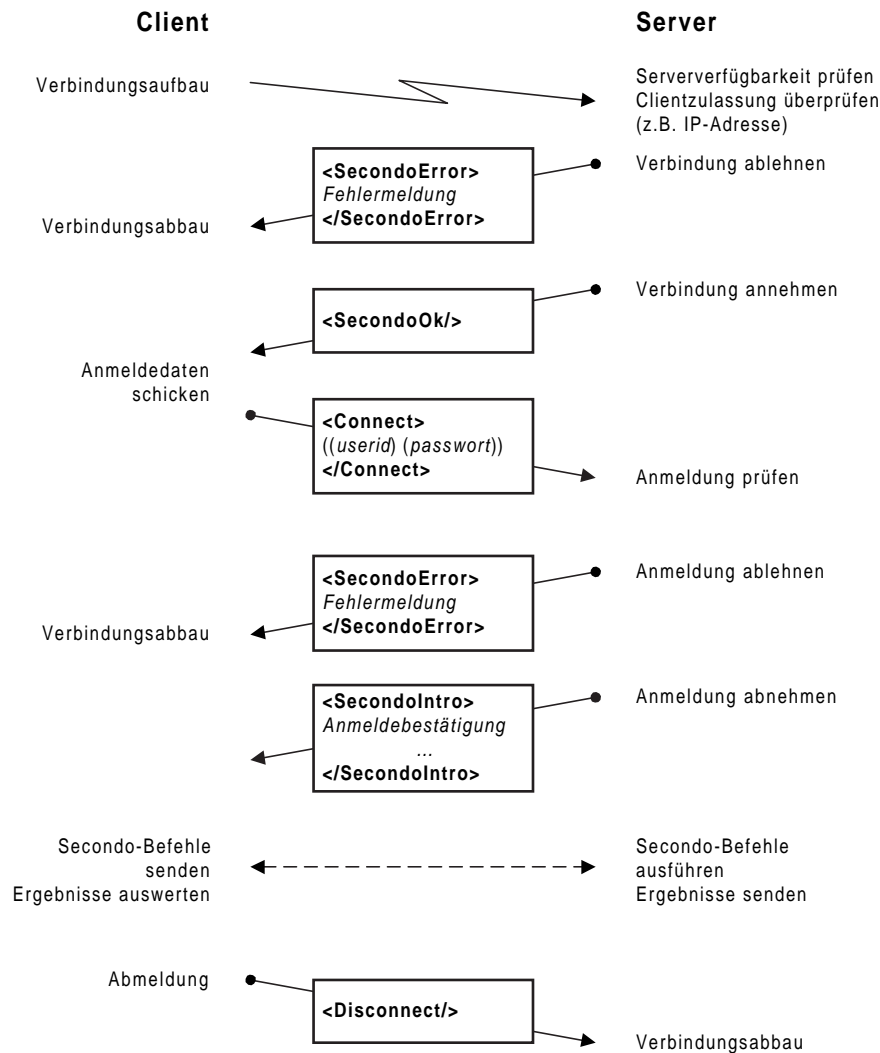 Client
Server
Verbindungsaufbau
Serververfügbarkeit prüfen
Clientzulassung überprüfen
(z.B. IP-Adresse)
<SecondoError>
Fehlermeldung
</SecondoError>
Verbindung ablehnen
Verbindungsabbau
Verbindung annehmen
<SecondoOk/>
Anmeldedaten
schicken
<Connect>
((userid) (passwort))
</Connect>
Anmeldung prüfen
<SecondoError>
Fehlermeldung
</SecondoError>
Anmeldung ablehnen
Verbindungsabbau
<SecondoIntro>
Anmeldebestätigung
...
</SecondoIntro>
Anmeldung abnehmen
Secondo-Befehle
senden
Ergebnisse auswerten
Secondo-Befehle
ausführen
Ergebnisse senden
Abmeldung
<Disconnect/>
Verbindungsabbau